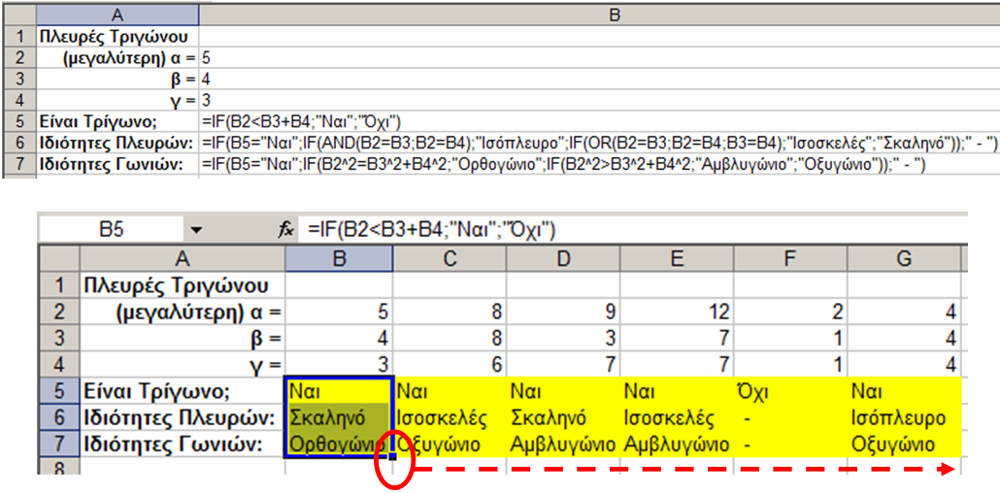 A B
1 Πλευρές Τριγώνου
2 (μεγαλύτερη) α = 5
3 β = 4
4 γ = 3
5 Είναι Τρίγωνο; =IF(B2<B3+B4;"Ναι";"Όχι")
6 Ιδιότητες Πλευρών: =IF(B5="Ναι";IF(AND(B2=B3;B2=B4);"Ισόπλευρο";IF(OR(B2=B3;B2=B4;B3=B4);"Ισοσκελές";"Σκαληνό"));" - ")
7 Ιδιότητες Γωνιών: =IF(B5="Ναι";IF(B2^2=B3^2+B4^2;"Ορθογώνιο";IF(B2^2>B3^2+B4^2;"Αμβλυγώνιο";"Οξυγώνιο"));" - ")
B5 fx =IF(B2<B3+B4;"Ναι";"Όχι")
A B C D E F G
1 Πλευρές Τριγώνου
2 (μεγαλύτερη) α = 5 8 9 12 2 4
3 β = 4 8 3 7 1 4
4 γ = 3 6 7 7 1 4
5 Είναι Τρίγωνο; Ναι Ναι Ναι Ναι Όχι Ναι
6 Ιδιότητες Πλευρών: Σκαληνό Ισοσκελές Σκαληνό Ισοσκελές - Ισόπλευρο
7 Ιδιότητες Γωνιών: Ορθογώνιο Οξυγώνιο Αμβλυγώνιο Αμβλυγώνιο - Οξυγώνιο
8